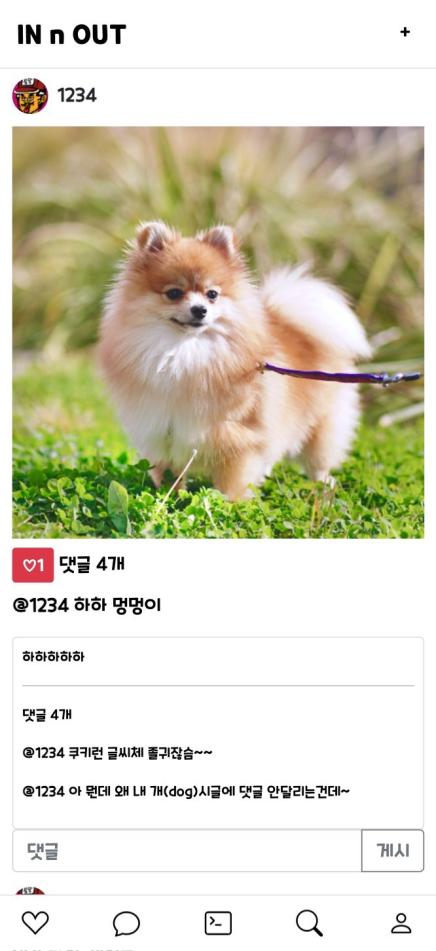 IN n OUT +
1234
♡1 댓글 4개
@1234 하하 멍멍이
하하하하하
댓글 4개
@1234 쿠키런 글씨체 졸귀잖슴~~
@1234 아 뭔데 왜 내 개(dog)시글에 댓글 안달리는건데~
댓글 게시